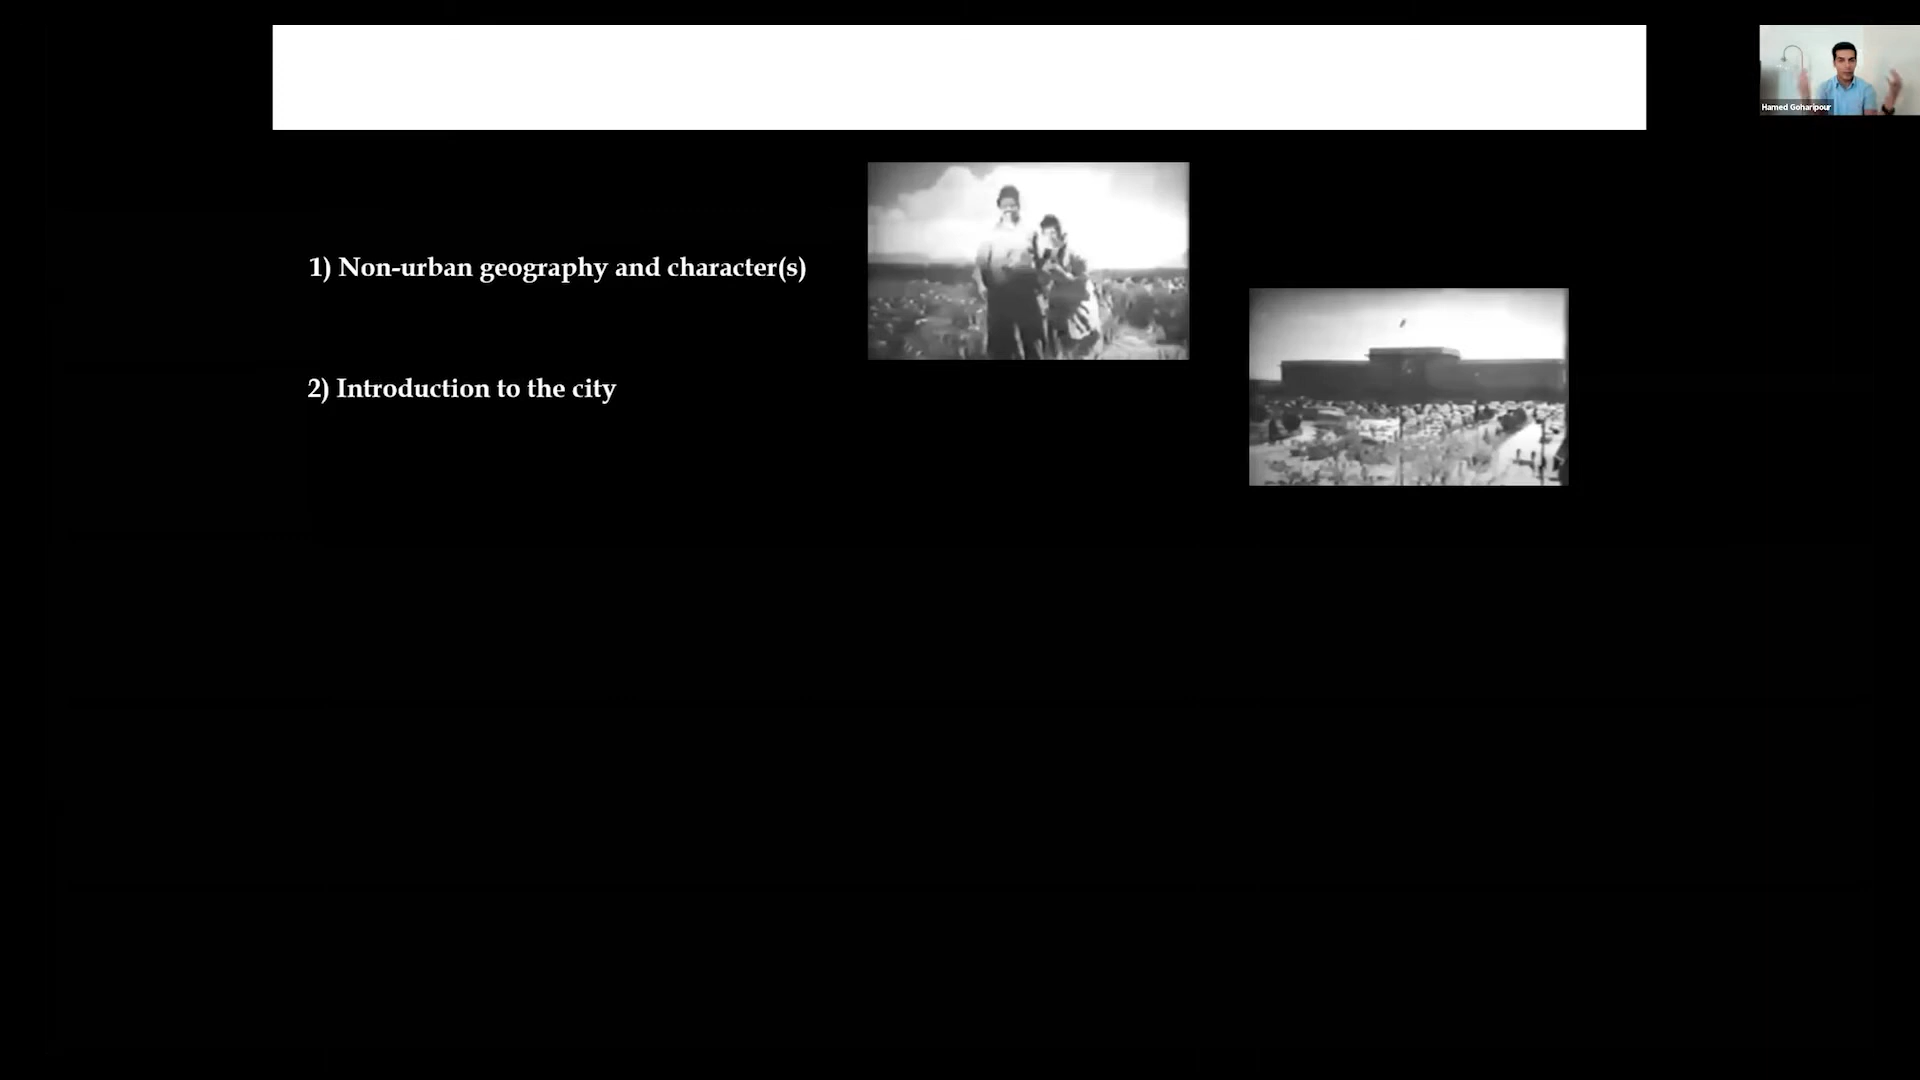 Hamed Goharipour
1) Non-urban geography and character(s)
2) Introduction to the city